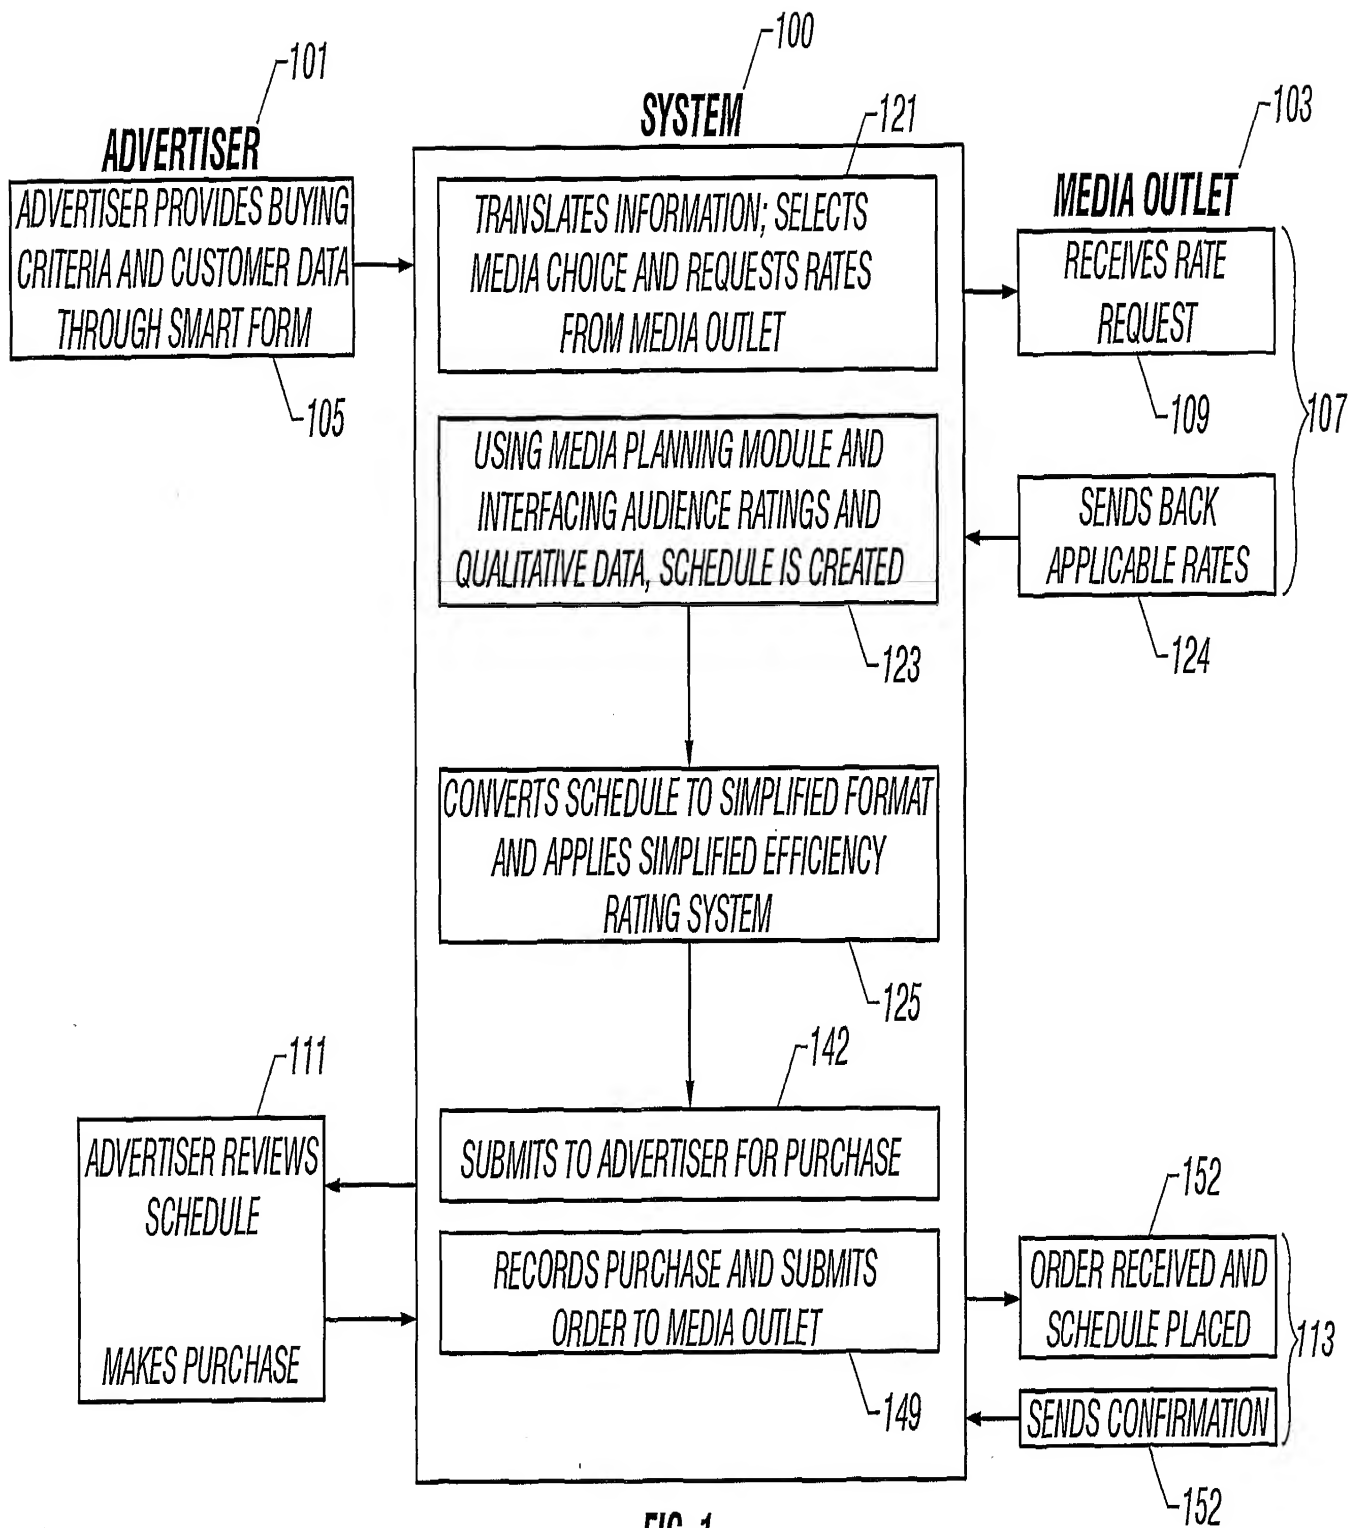 100
101
SYSTEM
121
103
ADVERTISER
ADVERTISER PROVIDES BUYING
CRITERIA AND CUSTOMER DATA
THROUGH SMART FORM
105
TRANSLATES INFORMATION; SELECTS
MEDIA CHOICE AND REQUESTS RATES
FROM MEDIA OUTLET
MEDIA OUTLET
RECEIVES RATE
REQUEST
109
107
USING MEDIA PLANNING MODULE AND
INTERFACING AUDIENCE RATINGS AND
QUALITATIVE DATA, SCHEDULE IS CREATED
123
SENDS BACK
APPLICABLE RATES
124
CONVERTS SCHEDULE TO SIMPLIFIED FORMAT
AND APPLIES SIMPLIFIED EFFICIENCY
RATING SYSTEM
125
142
111
ADVERTISER REVIEWS
SCHEDULE
MAKES PURCHASE
SUBMITS TO ADVERTISER FOR PURCHASE
RECORDS PURCHASE AND SUBMITS
ORDER TO MEDIA OUTLET
149
152
ORDER RECEIVED AND
SCHEDULE PLACED
113
SENDS CONFIRMATION
152
FIG. 1